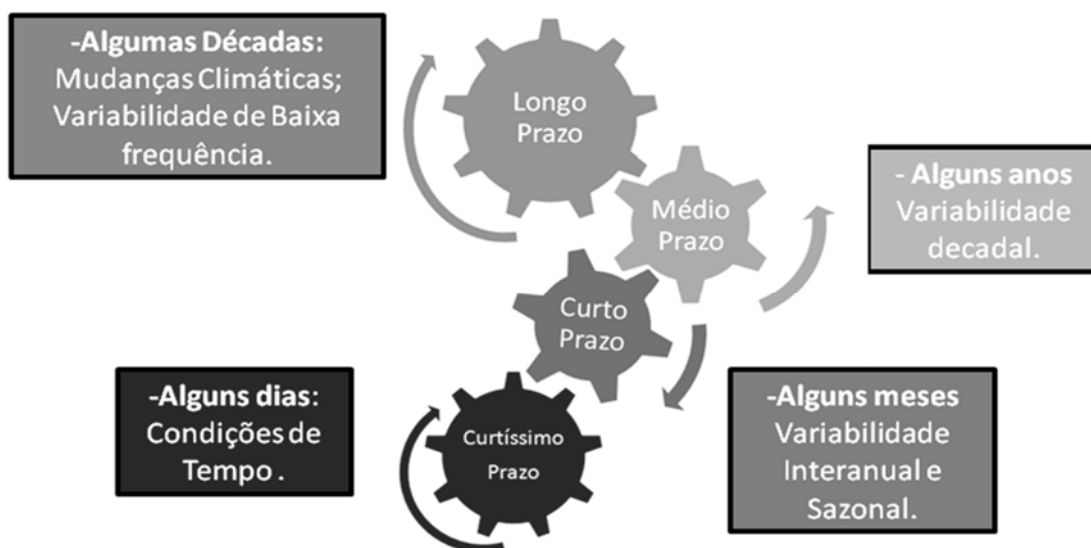 -Algumas Décadas:
Mudanças Climáticas;
Variabilidade de Baixa
frequência.
Longo
Prazo
Médio
Prazo
- Alguns anos
Variabilidade
decadal.
Curto
Prazo
-Alguns dias:
Condições de
Tempo .
Curtíssimo
Prazo
-Alguns meses
Variabilidade
Interanual e
Sazonal.